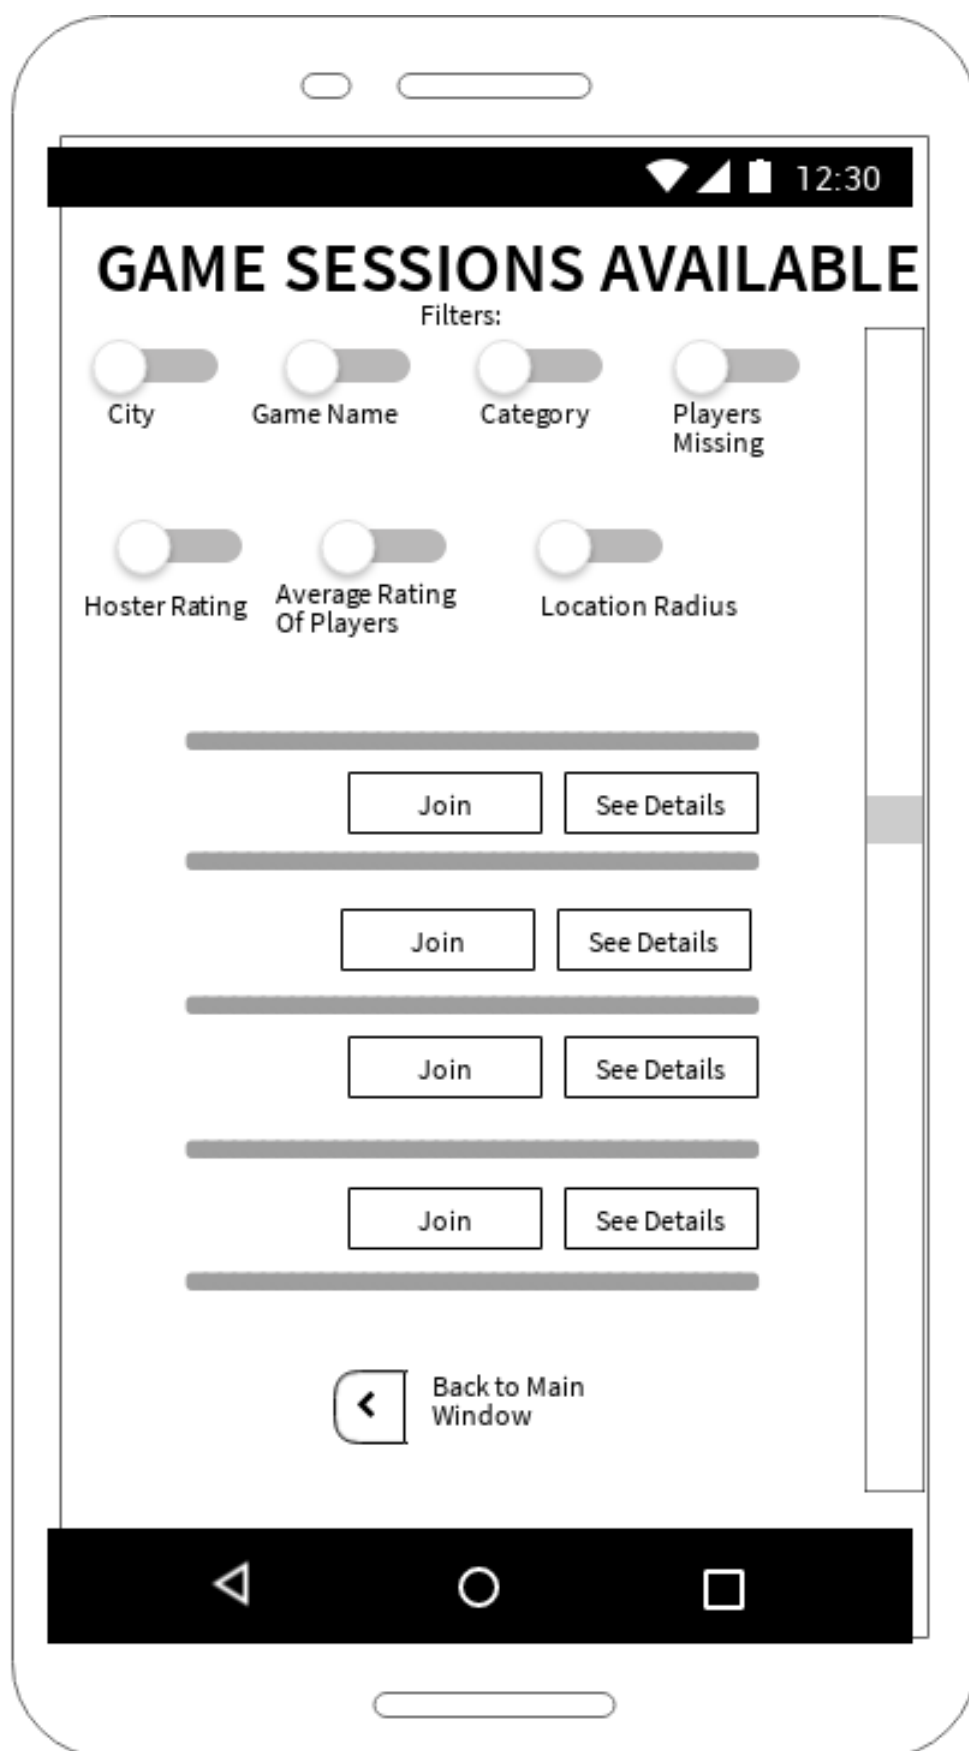 12:30
GAME SESSIONS AVAILABLE
Filters:
City
Game Name
Category
Players
Missing
Hoster Rating
Average Rating
Of Players
Location Radius
Join
See Details
Join
See Details
Join
See Details
Join
See Details
Back to Main
Window